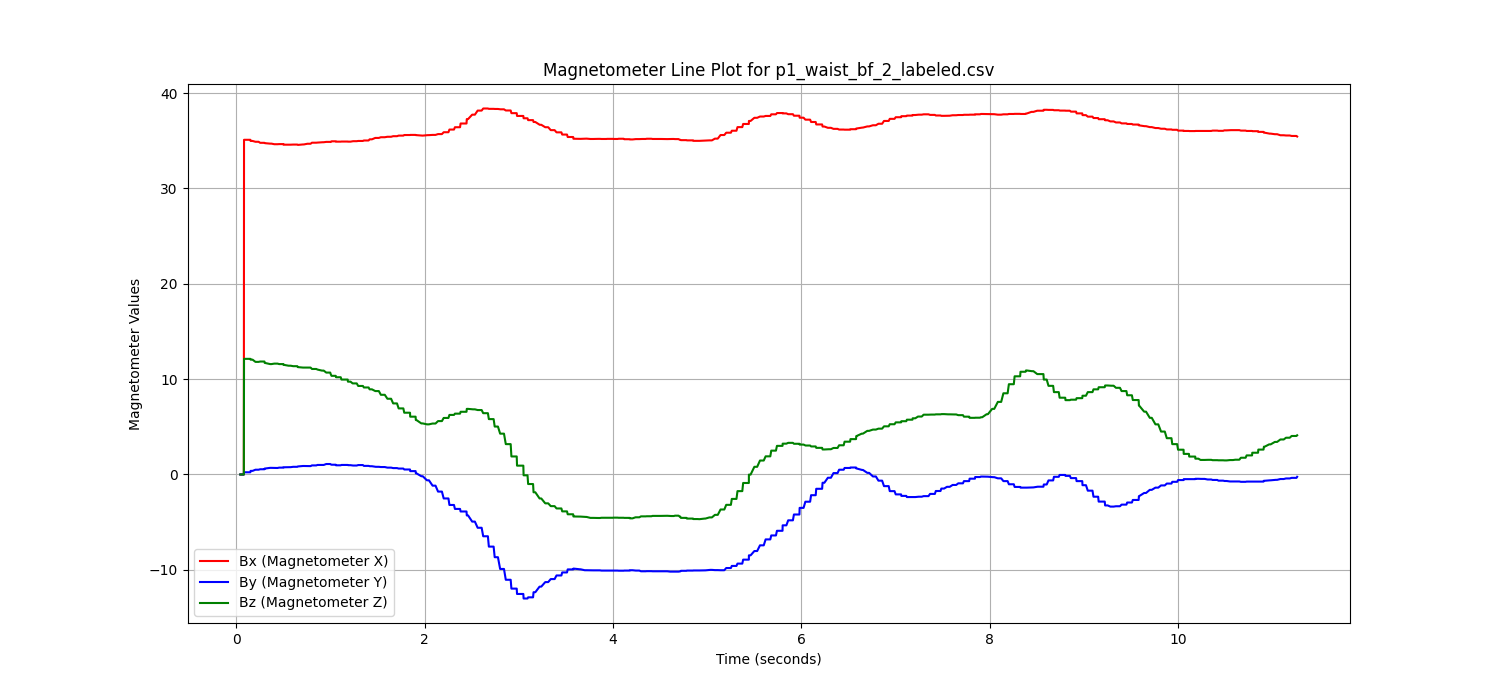 Magnetometer Line Plot for p1_waist_bf_2_labeled.csv
Magnetometer Values
40
30
20
10
0
−10
Bx (Magnetometer X)
By (Magnetometer Y)
Bz (Magnetometer Z)
0 2 4 6 8 10
Time (seconds)